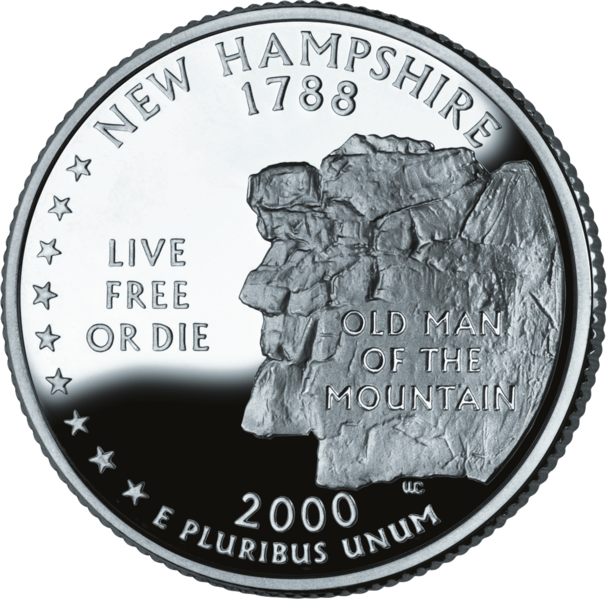 NEW HAMPSHIRE
1788
LIVE
FREE
OR DIE
OLD MAN
OF THE
MOUNTAIN
WC
2000
E PLURIBUS UNUM